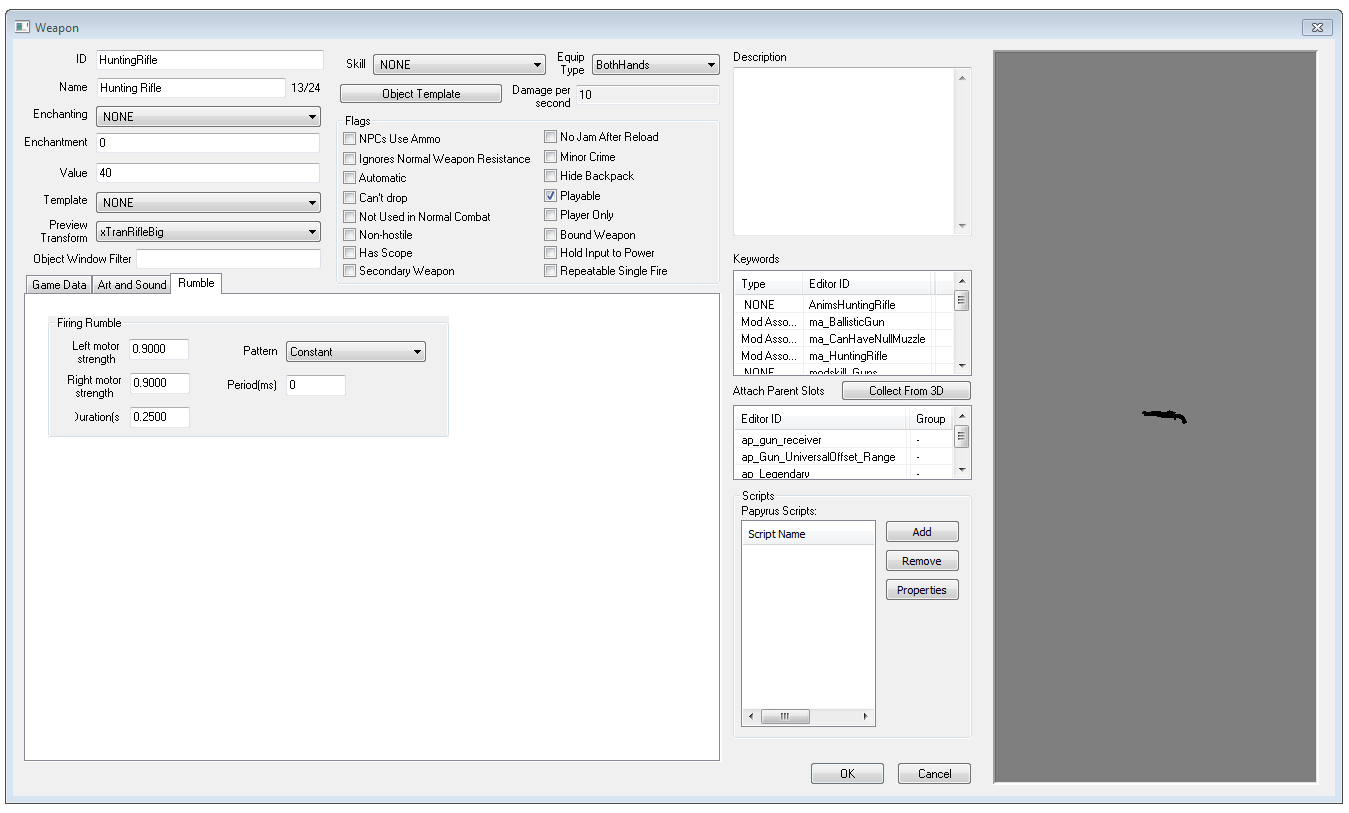 Weapon
ID HuntingRifle
Name Hunting Rifle 13/24
Enchanting NONE
Enchantment 0
Value 40
Template NONE
Preview
Transform xTranRifleBig
Object Window Filter
Skill NONE
Equip
Type BothHands
Object Template
Damage per
second 10
Flags
NPCs Use Ammo
Ignores Normal Weapon Resistance
Automatic
Can't drop
Not Used in Normal Combat
Non-hostile
Has Scope
Secondary Weapon
No Jam After Reload
Minor Crime
Hide Backpack
Playable
Player Only
Bound Weapon
Hold Input to Power
Repeatable Single Fire
Game Data Art and Sound Rumble
Firing Rumble
Left motor
strength 0.9000
Right motor
strength 0.9000
Duration(s 0.2500
Pattern Constant
Period(ms) 0
Description
Keywords
Type Editor ID
NONE AnimsHuntingRifle
Mod Asso... ma_BallisticGun
Mod Asso... ma_CanHaveNullMuzzle
Mod Asso... ma_HuntingRifle
NONE modskill_Guns
Attach Parent Slots Collect From 3D
Editor ID Group
ap_gun_receiver -
ap_Gun_UniversalOffset_Range -
ap_Legendary -
Scripts
Papyrus Scripts:
Script Name
Add
Remove
Properties
OK Cancel